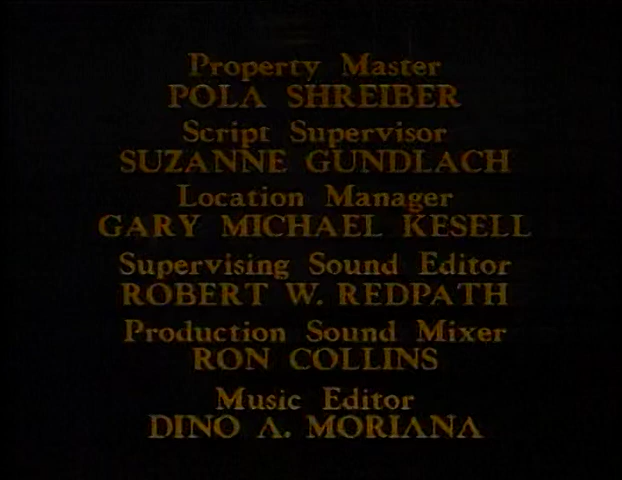 Property Master
POLA SHREIBER
Script Supervisor
SUZANNE GUNDLACH
Location Manager
GARY MICHAEL KESELL
Supervising Sound Editor
ROBERT W. REDPATH
Production Sound Mixer
RON COLLINS
Music Editor
DINO A. MORIANA